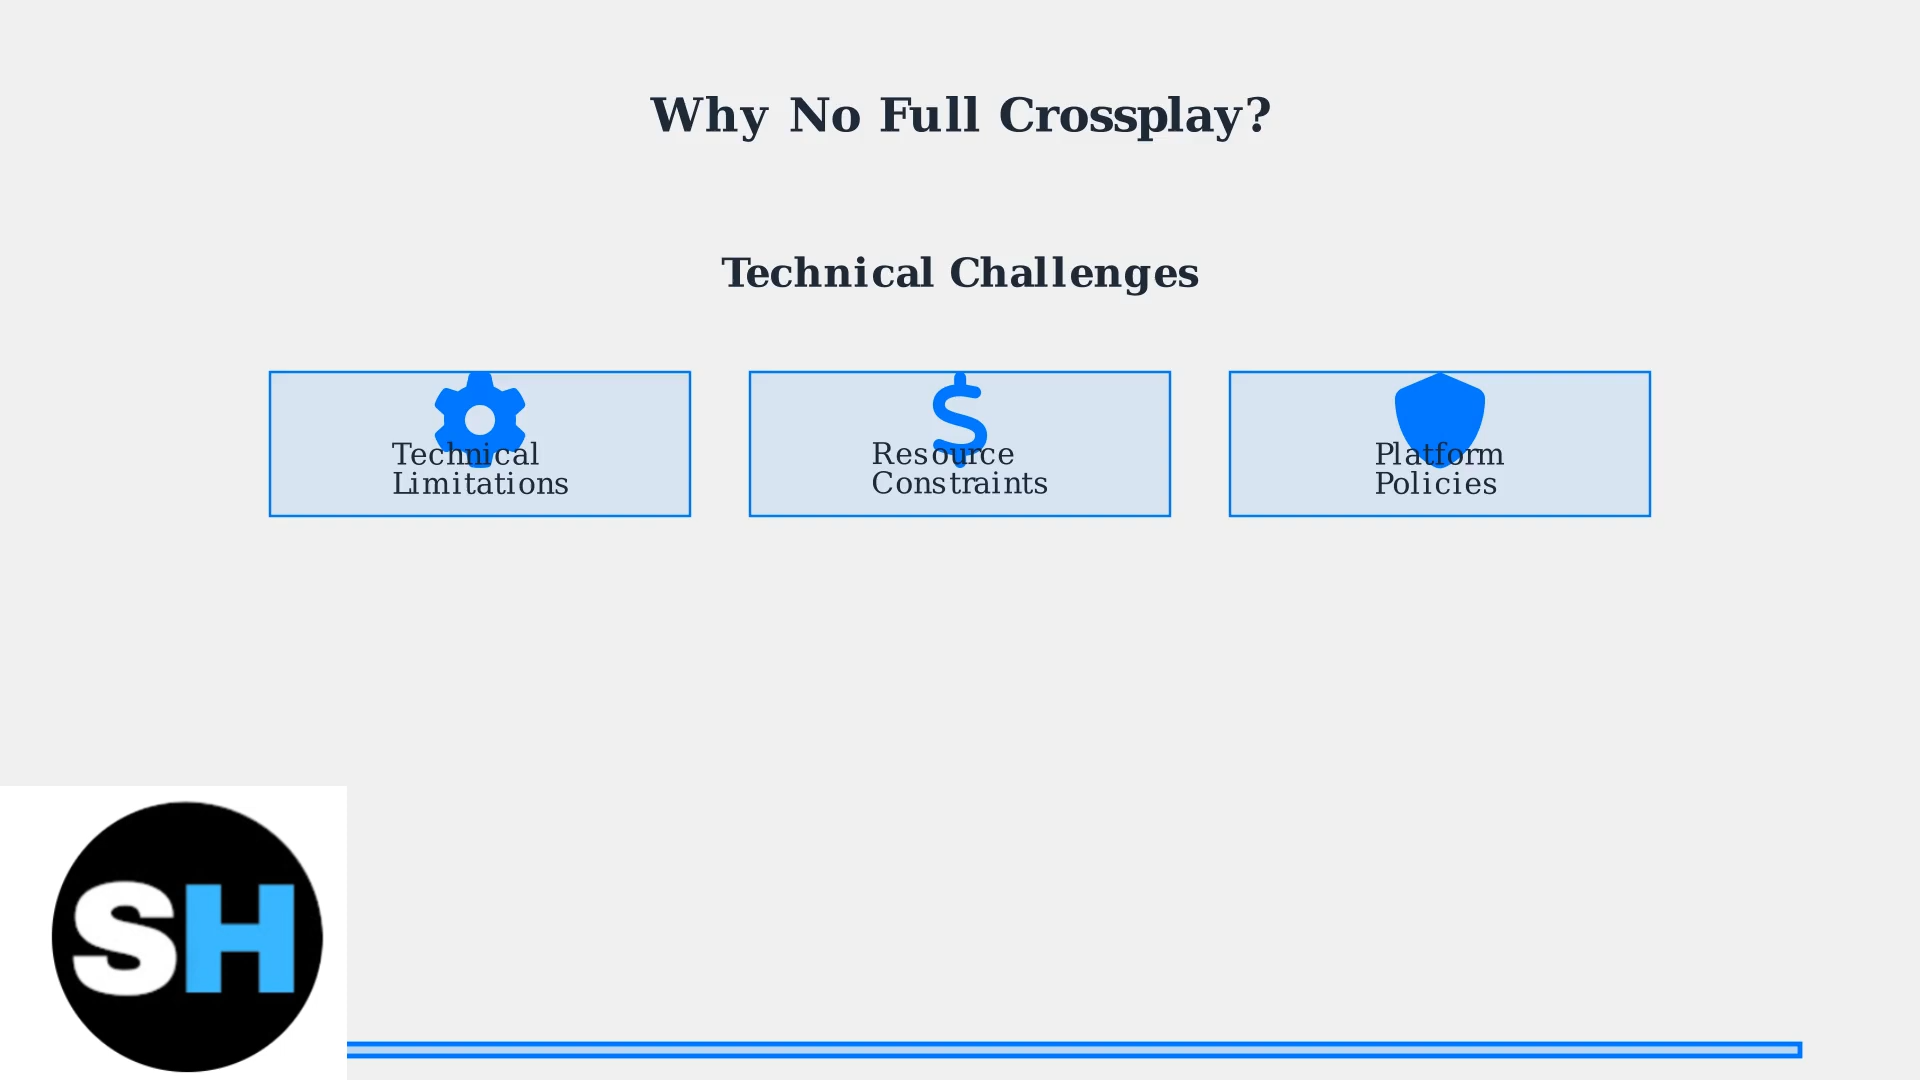 Why No Full Crossplay?
Technical Challenges
Technical
Limitations
Resource
Constraints
Platform
Policies
SH